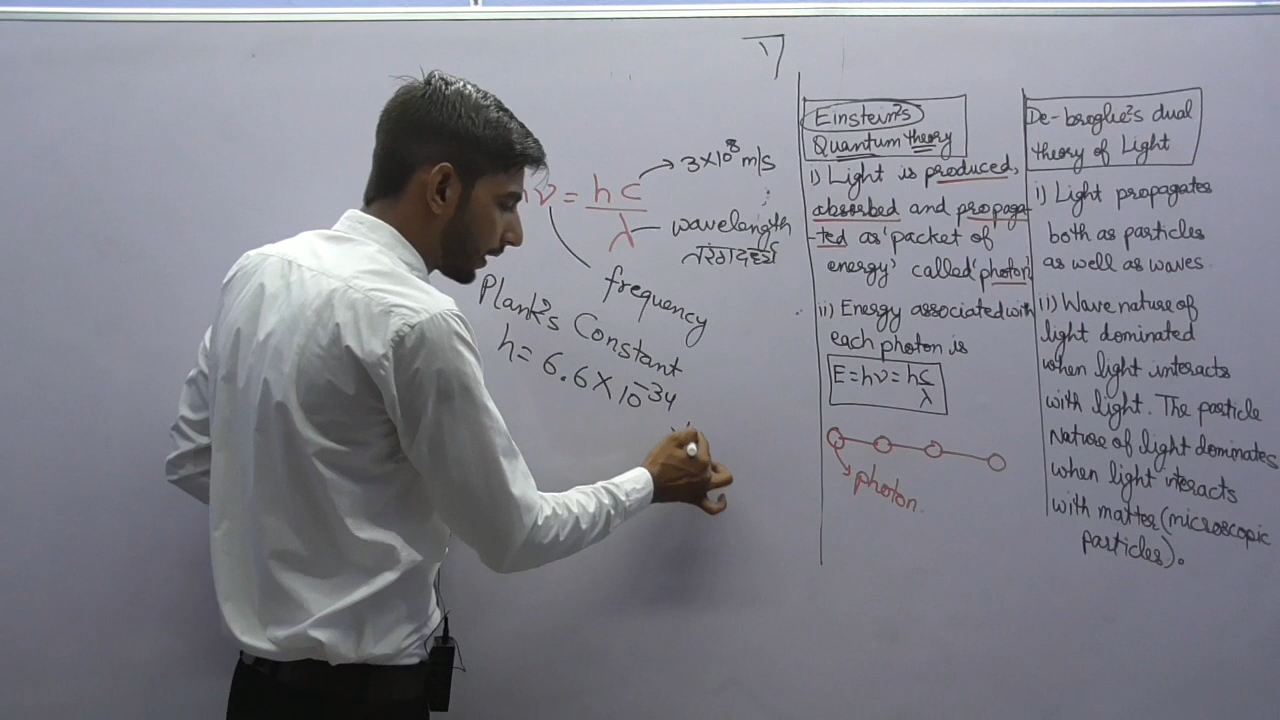 hν = hc/λ
3×10⁸ m/s
wavelength
तरंगदैर्ध्य
frequency
Plank's Constant
h = 6.6×10⁻³⁴
Einstein's
Quantum theory
i) Light is produced,
absorbed and propaga-
-ted as 'packet of
energy' called 'photon'
ii) Energy associated with
each photon is
E = hν = hc/λ
photon.
De-broglie's dual
theory of Light
i) Light propagates
both as particles
as well as waves.
ii) Wave nature of
light dominated
when light interacts
with light. The particle
Nature of light dominates
when light interacts
with matter (microscopic
particles).